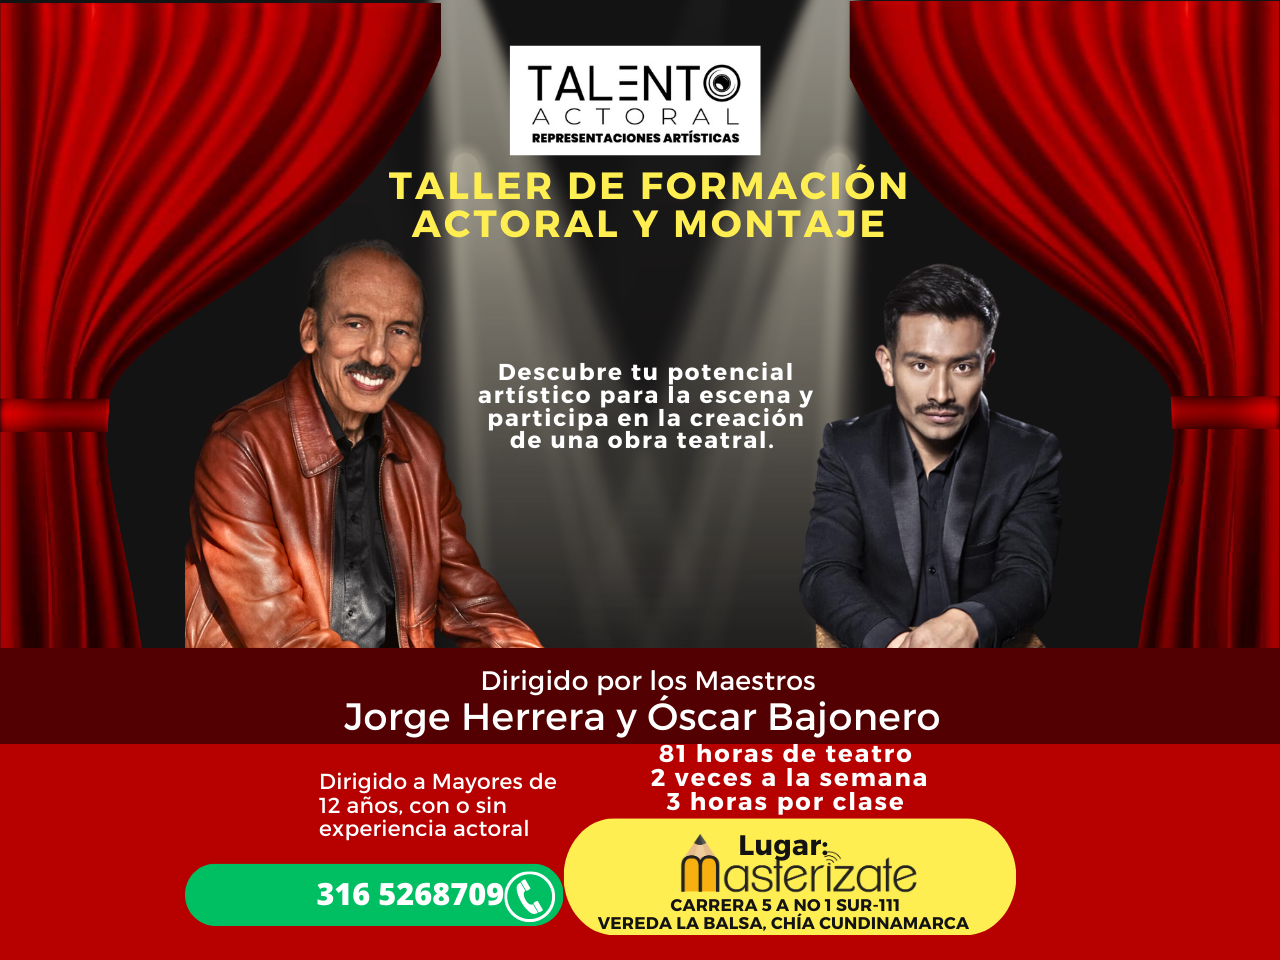 TALENTO
ACTORAL
REPRESENTACIONES ARTÍSTICAS
TALLER DE FORMACIÓN
ACTORAL Y MONTAJE
Descubre tu potencial
artístico para la escena y
participa en la creación
de una obra teatral.
Dirigido por los Maestros
Jorge Herrera y Óscar Bajonero
81 horas de teatro
2 veces a la semana
3 horas por clase
Dirigido a Mayores de
12 años, con o sin
experiencia actoral
316 5268709
Lugar:
masterizate
CARRERA 5 A NO 1 SUR-111
VEREDA LA BALSA, CHÍA CUNDINAMARCA